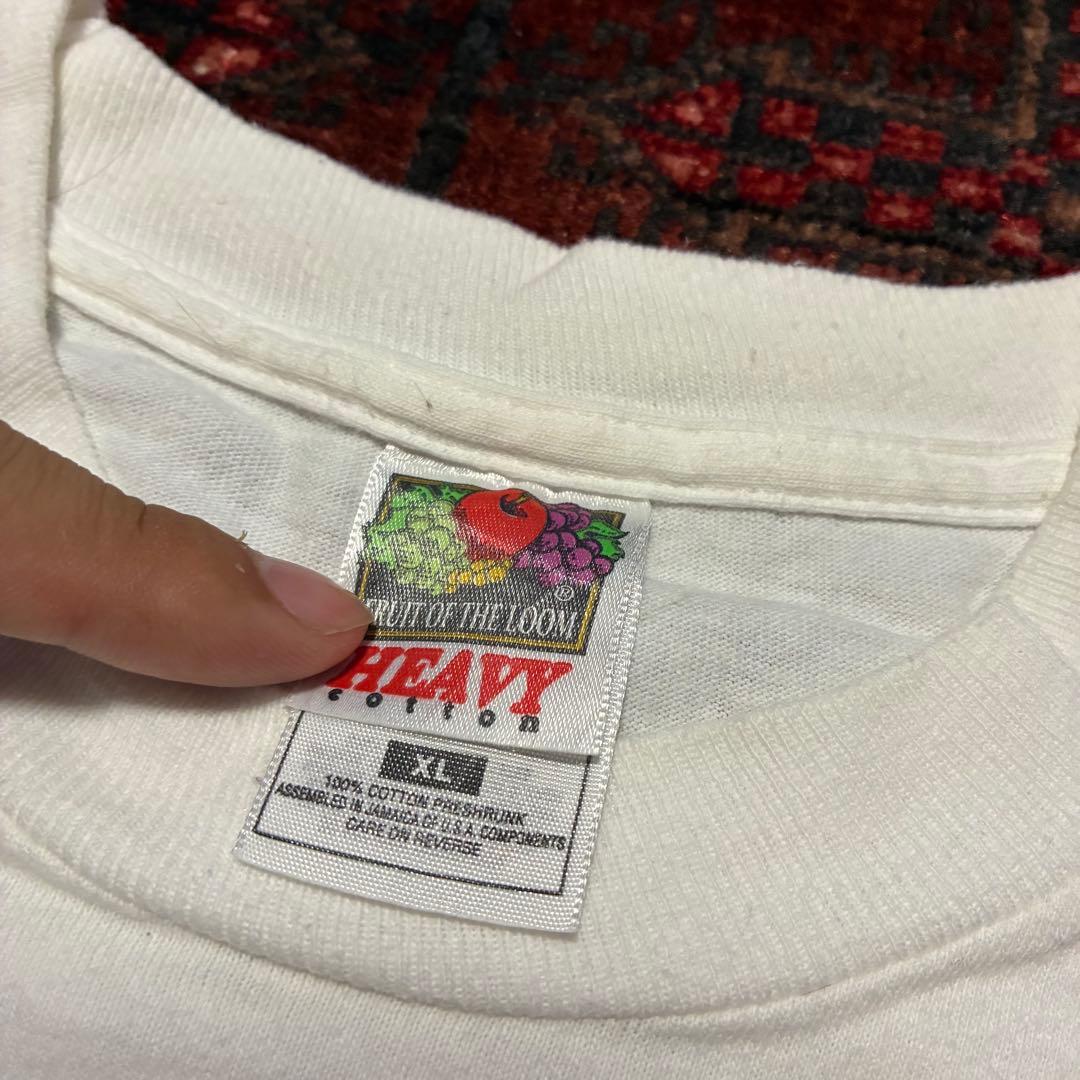 ®
FRUIT OF THE LOOM
HEAVY
cotton
XL
100% COTTON PRESHRUNK
ASSEMBLED IN JAMAICA OF U.S.A. COMPONENTS
CARE ON REVERSE